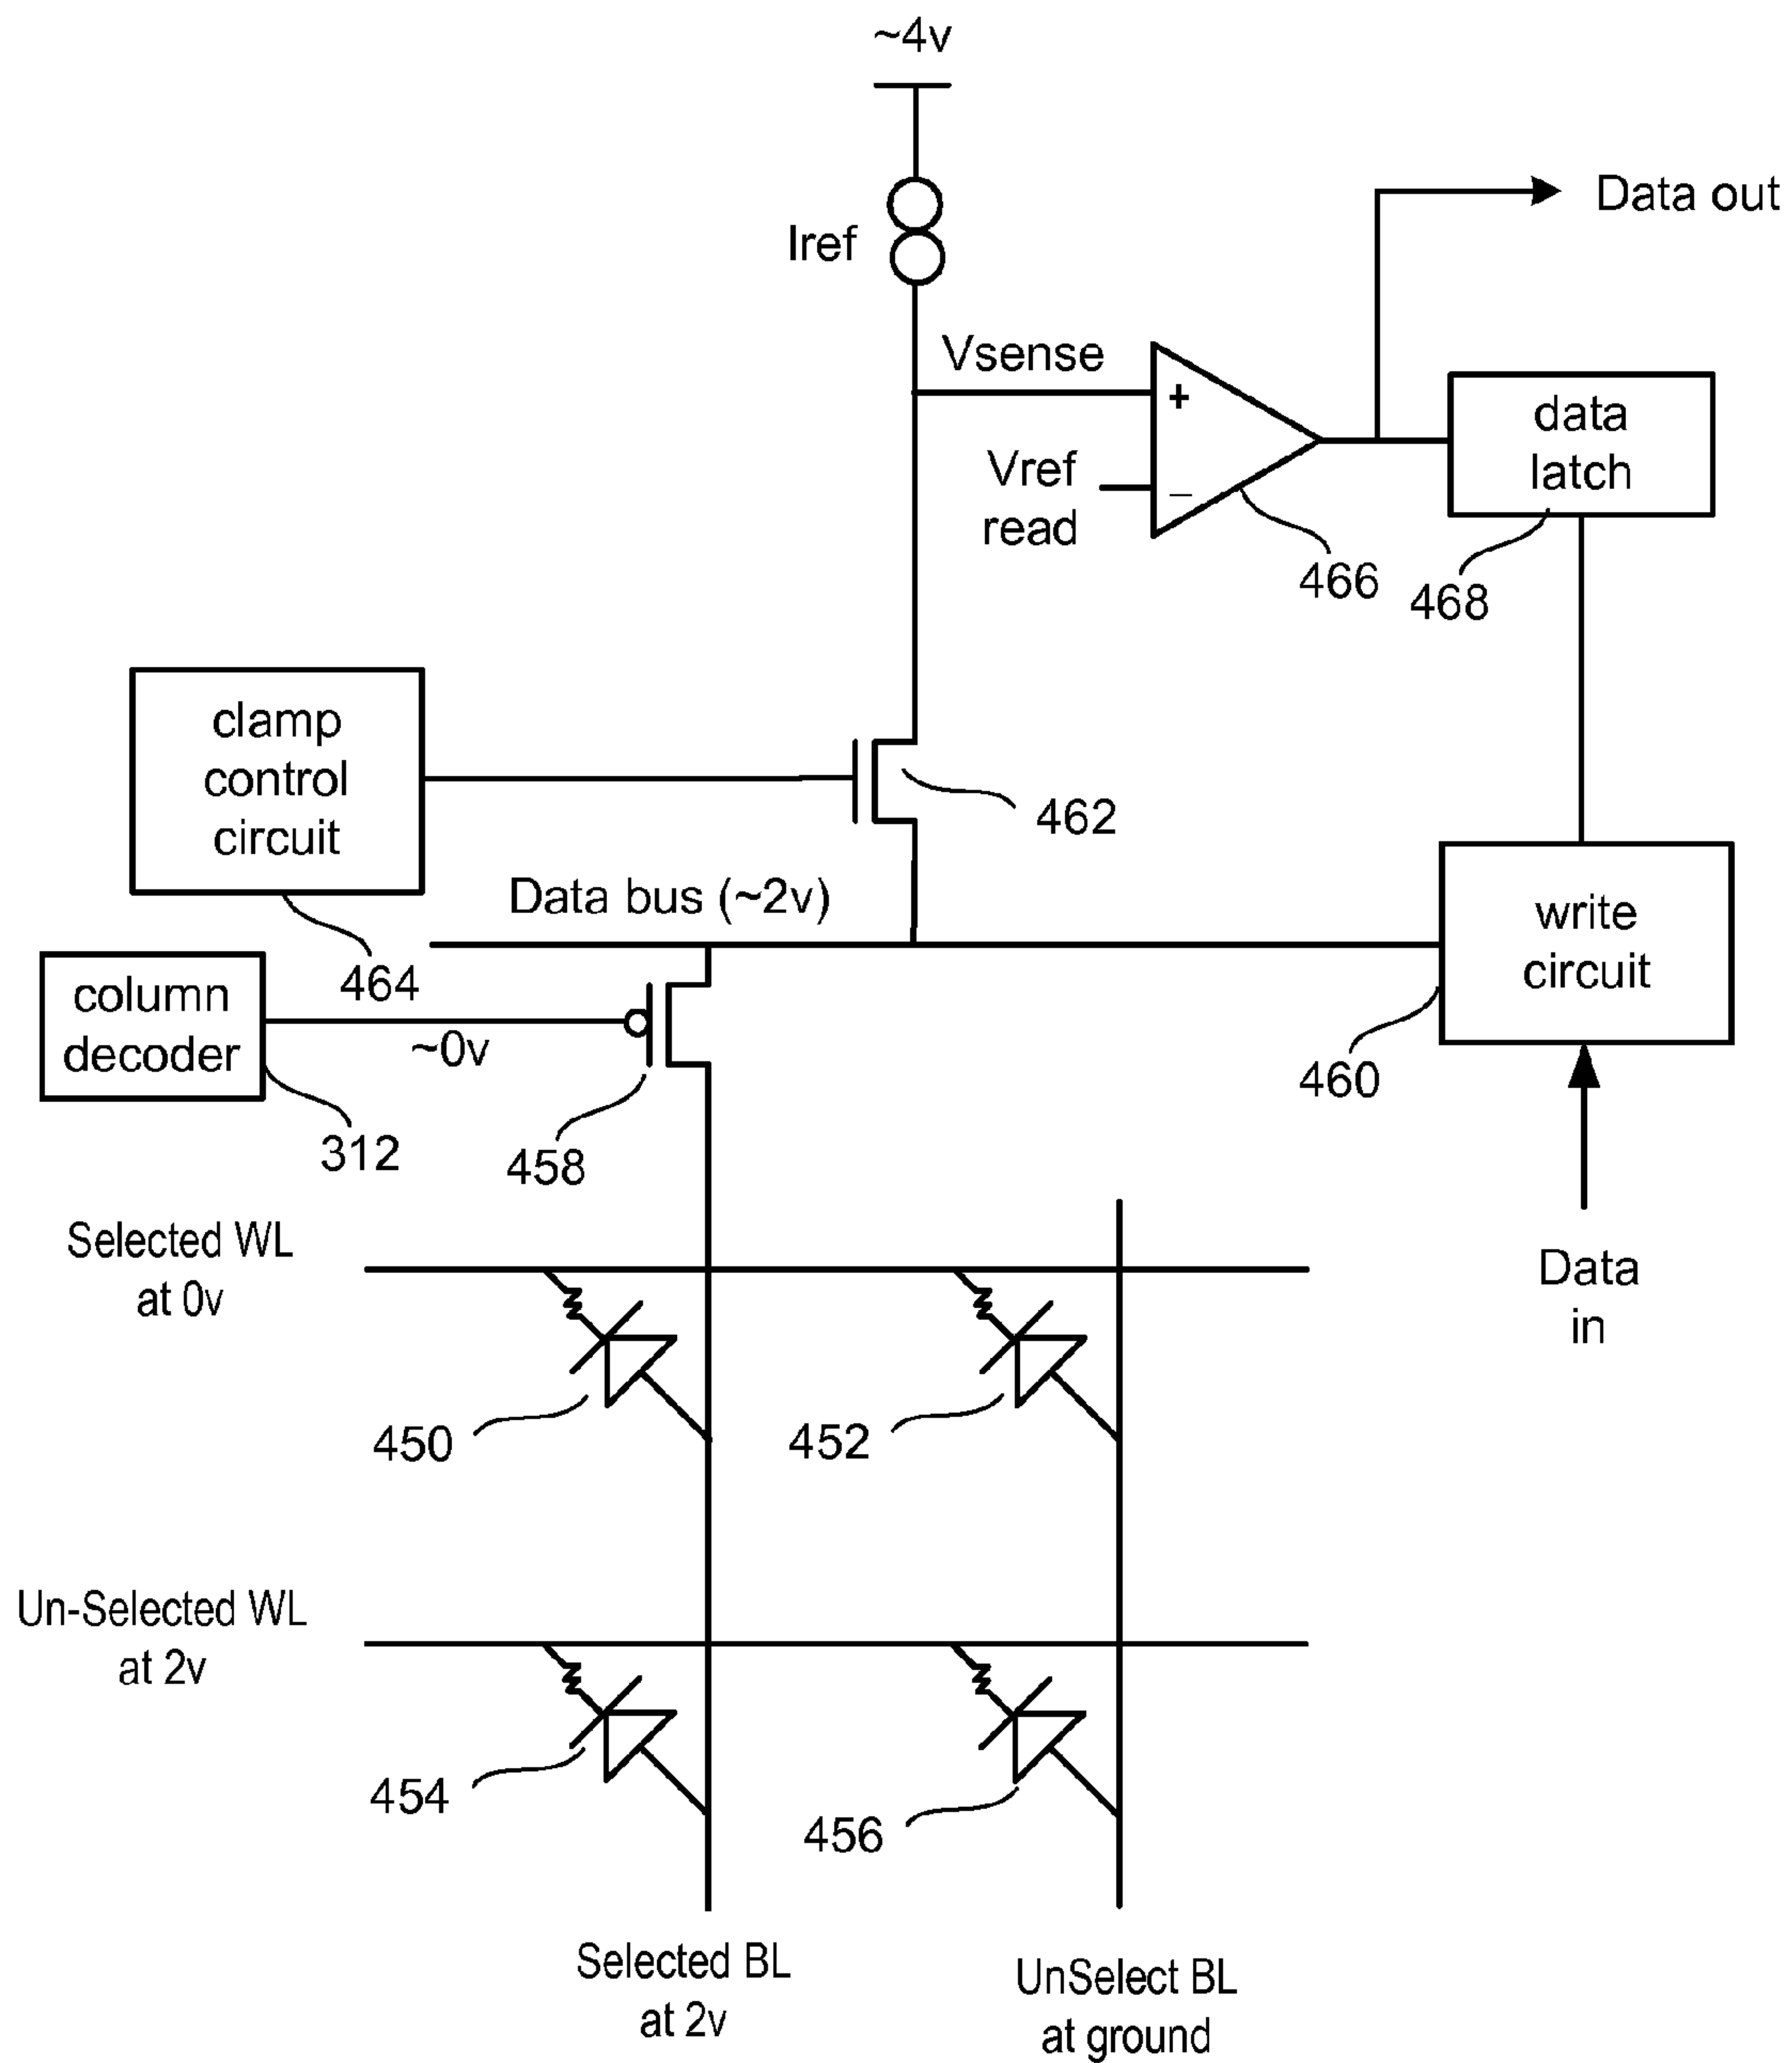 ~4v
Iref
Data out
Vsense
+
Vref
read
–
data
latch
466
468
clamp
control
circuit
462
Data bus (~2v)
write
circuit
464
column
decoder
~0v
460
312
458
Selected WL
at 0v
Data
in
450
452
Un-Selected WL
at 2v
454
456
Selected BL
at 2v
UnSelect BL
at ground